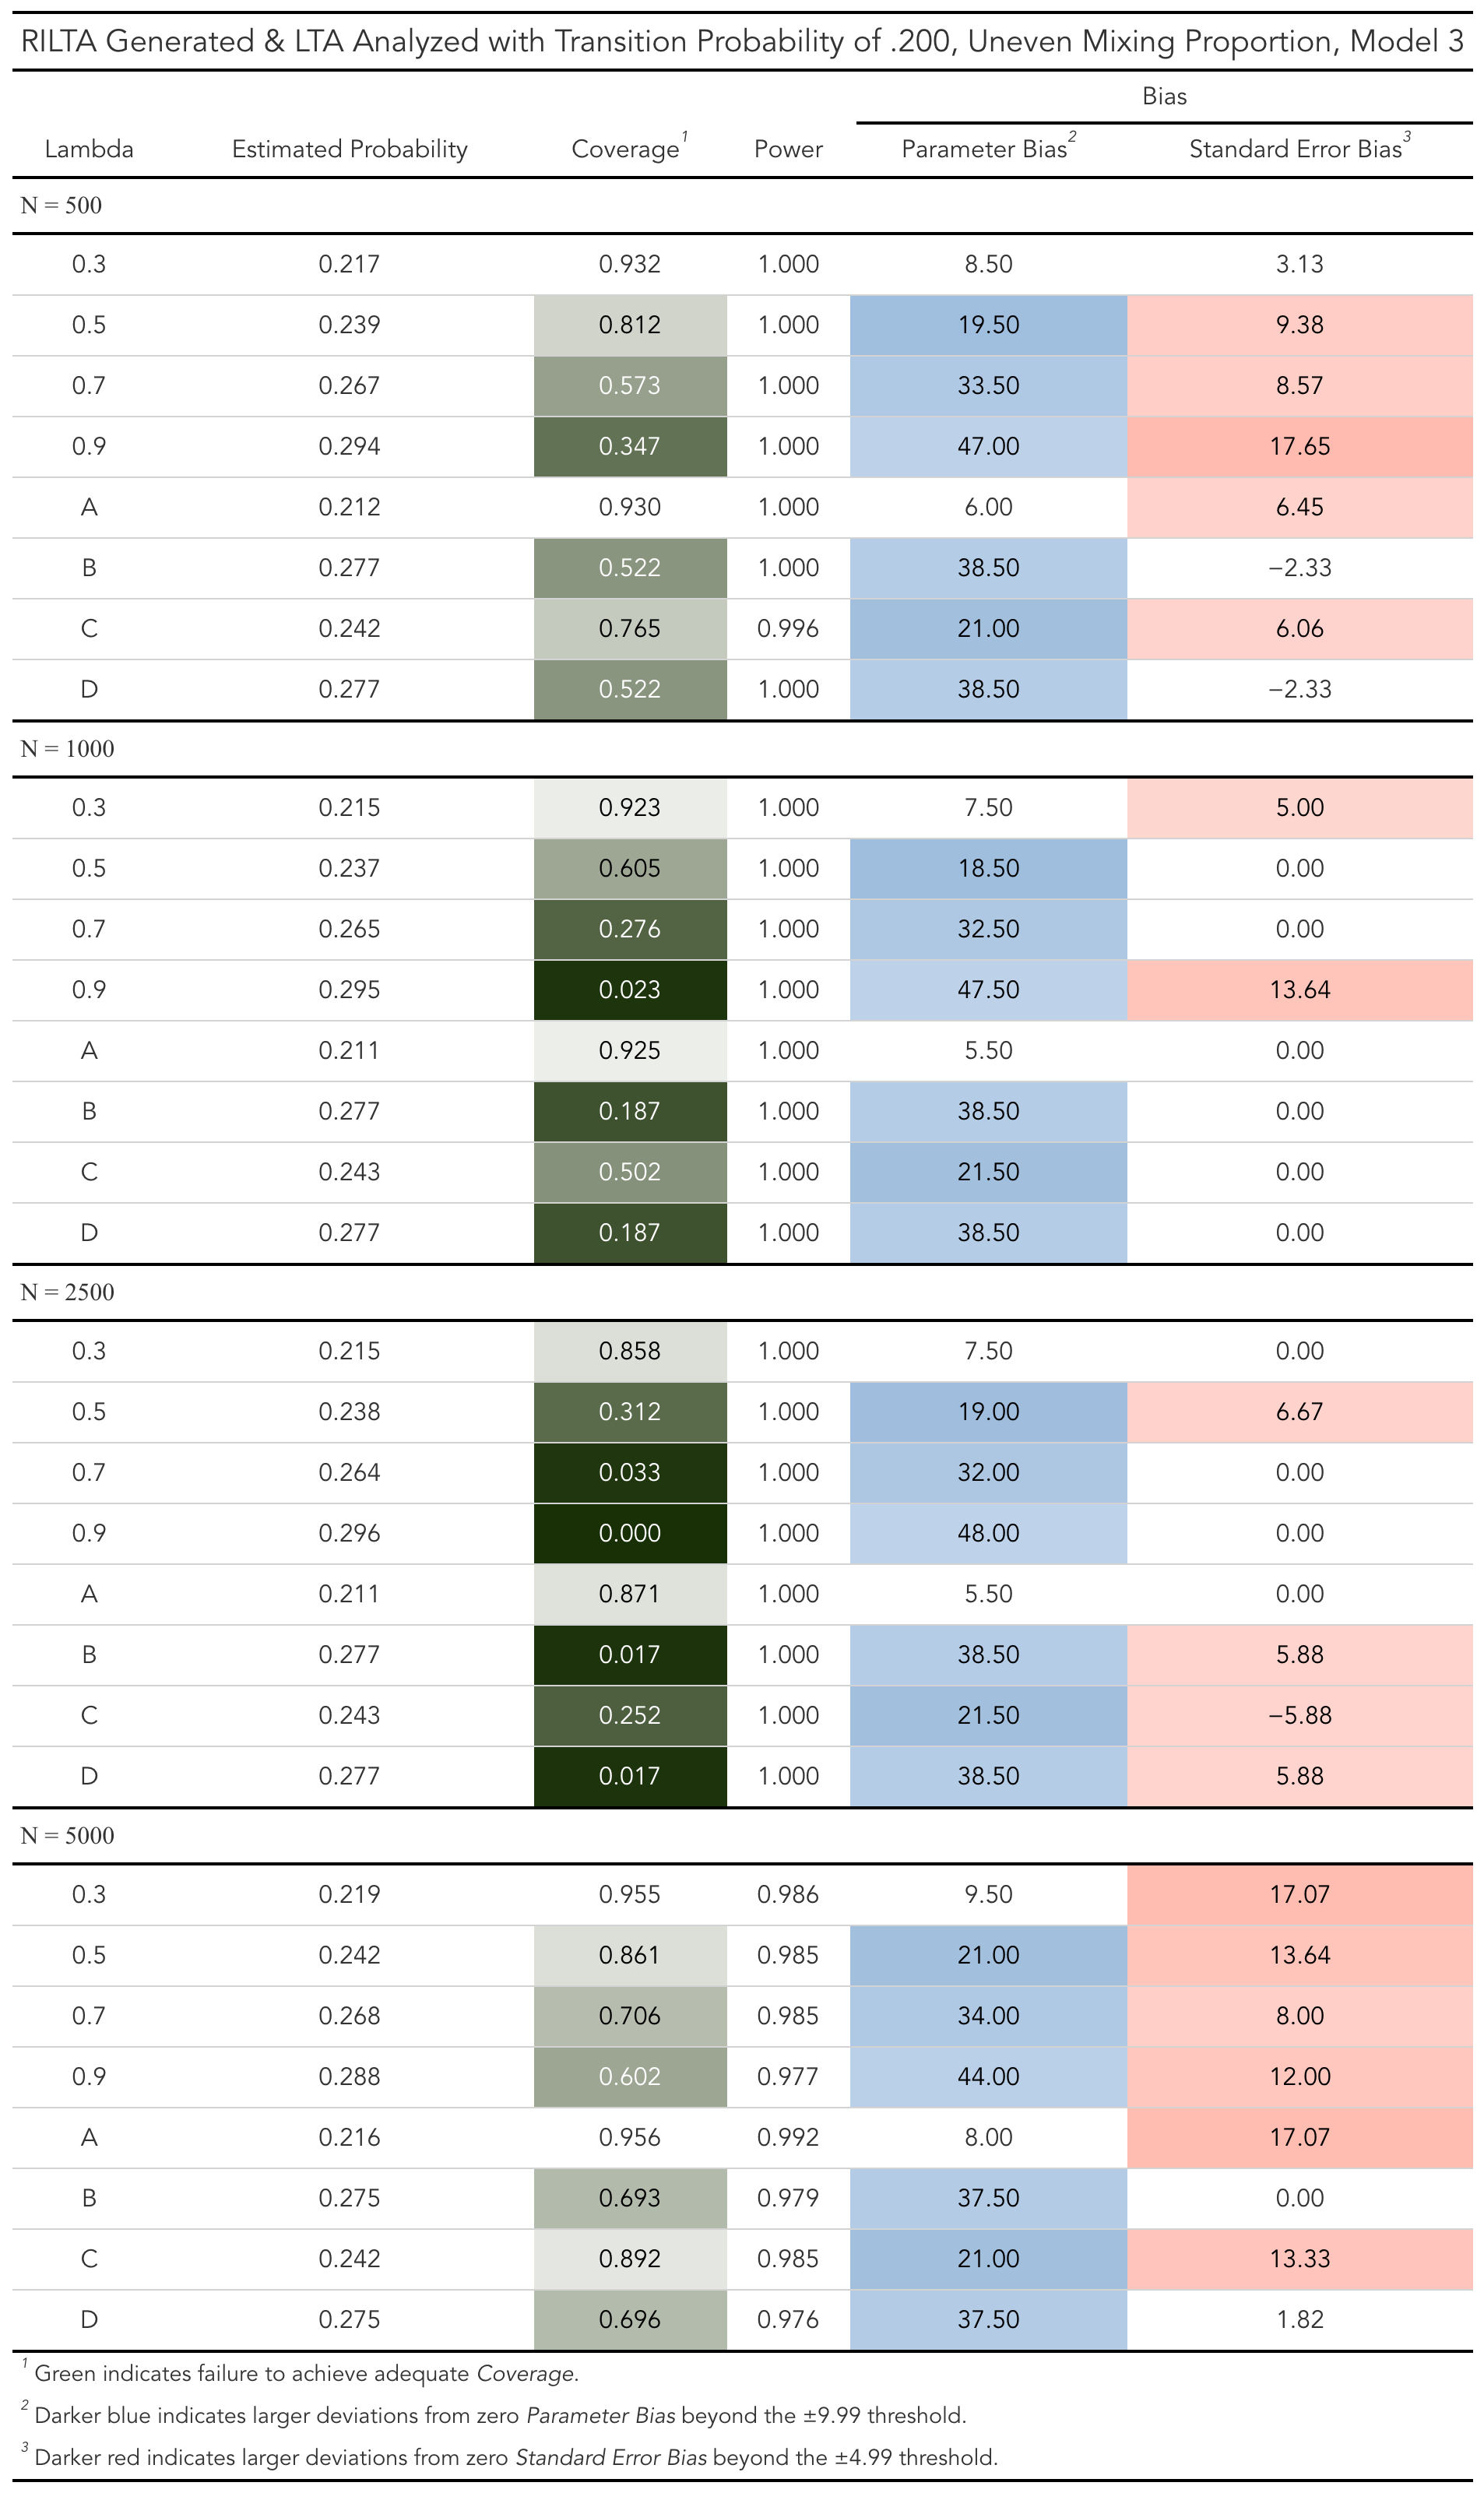 RILTA Generated & LTA Analyzed with Transition Probability of .200, Uneven Mixing Proportion, Model 3
Bias
Lambda Estimated Probability Coverage1 Power Parameter Bias2 Standard Error Bias3
N = 500
0.3 0.217 0.932 1.000 8.50 3.13
0.5 0.239 0.812 1.000 19.50 9.38
0.7 0.267 0.573 1.000 33.50 8.57
0.9 0.294 0.347 1.000 47.00 17.65
A 0.212 0.930 1.000 6.00 6.45
B 0.277 0.522 1.000 38.50 −2.33
C 0.242 0.765 0.996 21.00 6.06
D 0.277 0.522 1.000 38.50 −2.33
N = 1000
0.3 0.215 0.923 1.000 7.50 5.00
0.5 0.237 0.605 1.000 18.50 0.00
0.7 0.265 0.276 1.000 32.50 0.00
0.9 0.295 0.023 1.000 47.50 13.64
A 0.211 0.925 1.000 5.50 0.00
B 0.277 0.187 1.000 38.50 0.00
C 0.243 0.502 1.000 21.50 0.00
D 0.277 0.187 1.000 38.50 0.00
N = 2500
0.3 0.215 0.858 1.000 7.50 0.00
0.5 0.238 0.312 1.000 19.00 6.67
0.7 0.264 0.033 1.000 32.00 0.00
0.9 0.296 0.000 1.000 48.00 0.00
A 0.211 0.871 1.000 5.50 0.00
B 0.277 0.017 1.000 38.50 5.88
C 0.243 0.252 1.000 21.50 −5.88
D 0.277 0.017 1.000 38.50 5.88
N = 5000
0.3 0.219 0.955 0.986 9.50 17.07
0.5 0.242 0.861 0.985 21.00 13.64
0.7 0.268 0.706 0.985 34.00 8.00
0.9 0.288 0.602 0.977 44.00 12.00
A 0.216 0.956 0.992 8.00 17.07
B 0.275 0.693 0.979 37.50 0.00
C 0.242 0.892 0.985 21.00 13.33
D 0.275 0.696 0.976 37.50 1.82
1 Green indicates failure to achieve adequate Coverage.
2 Darker blue indicates larger deviations from zero Parameter Bias beyond the ±9.99 threshold.
3 Darker red indicates larger deviations from zero Standard Error Bias beyond the ±4.99 threshold.